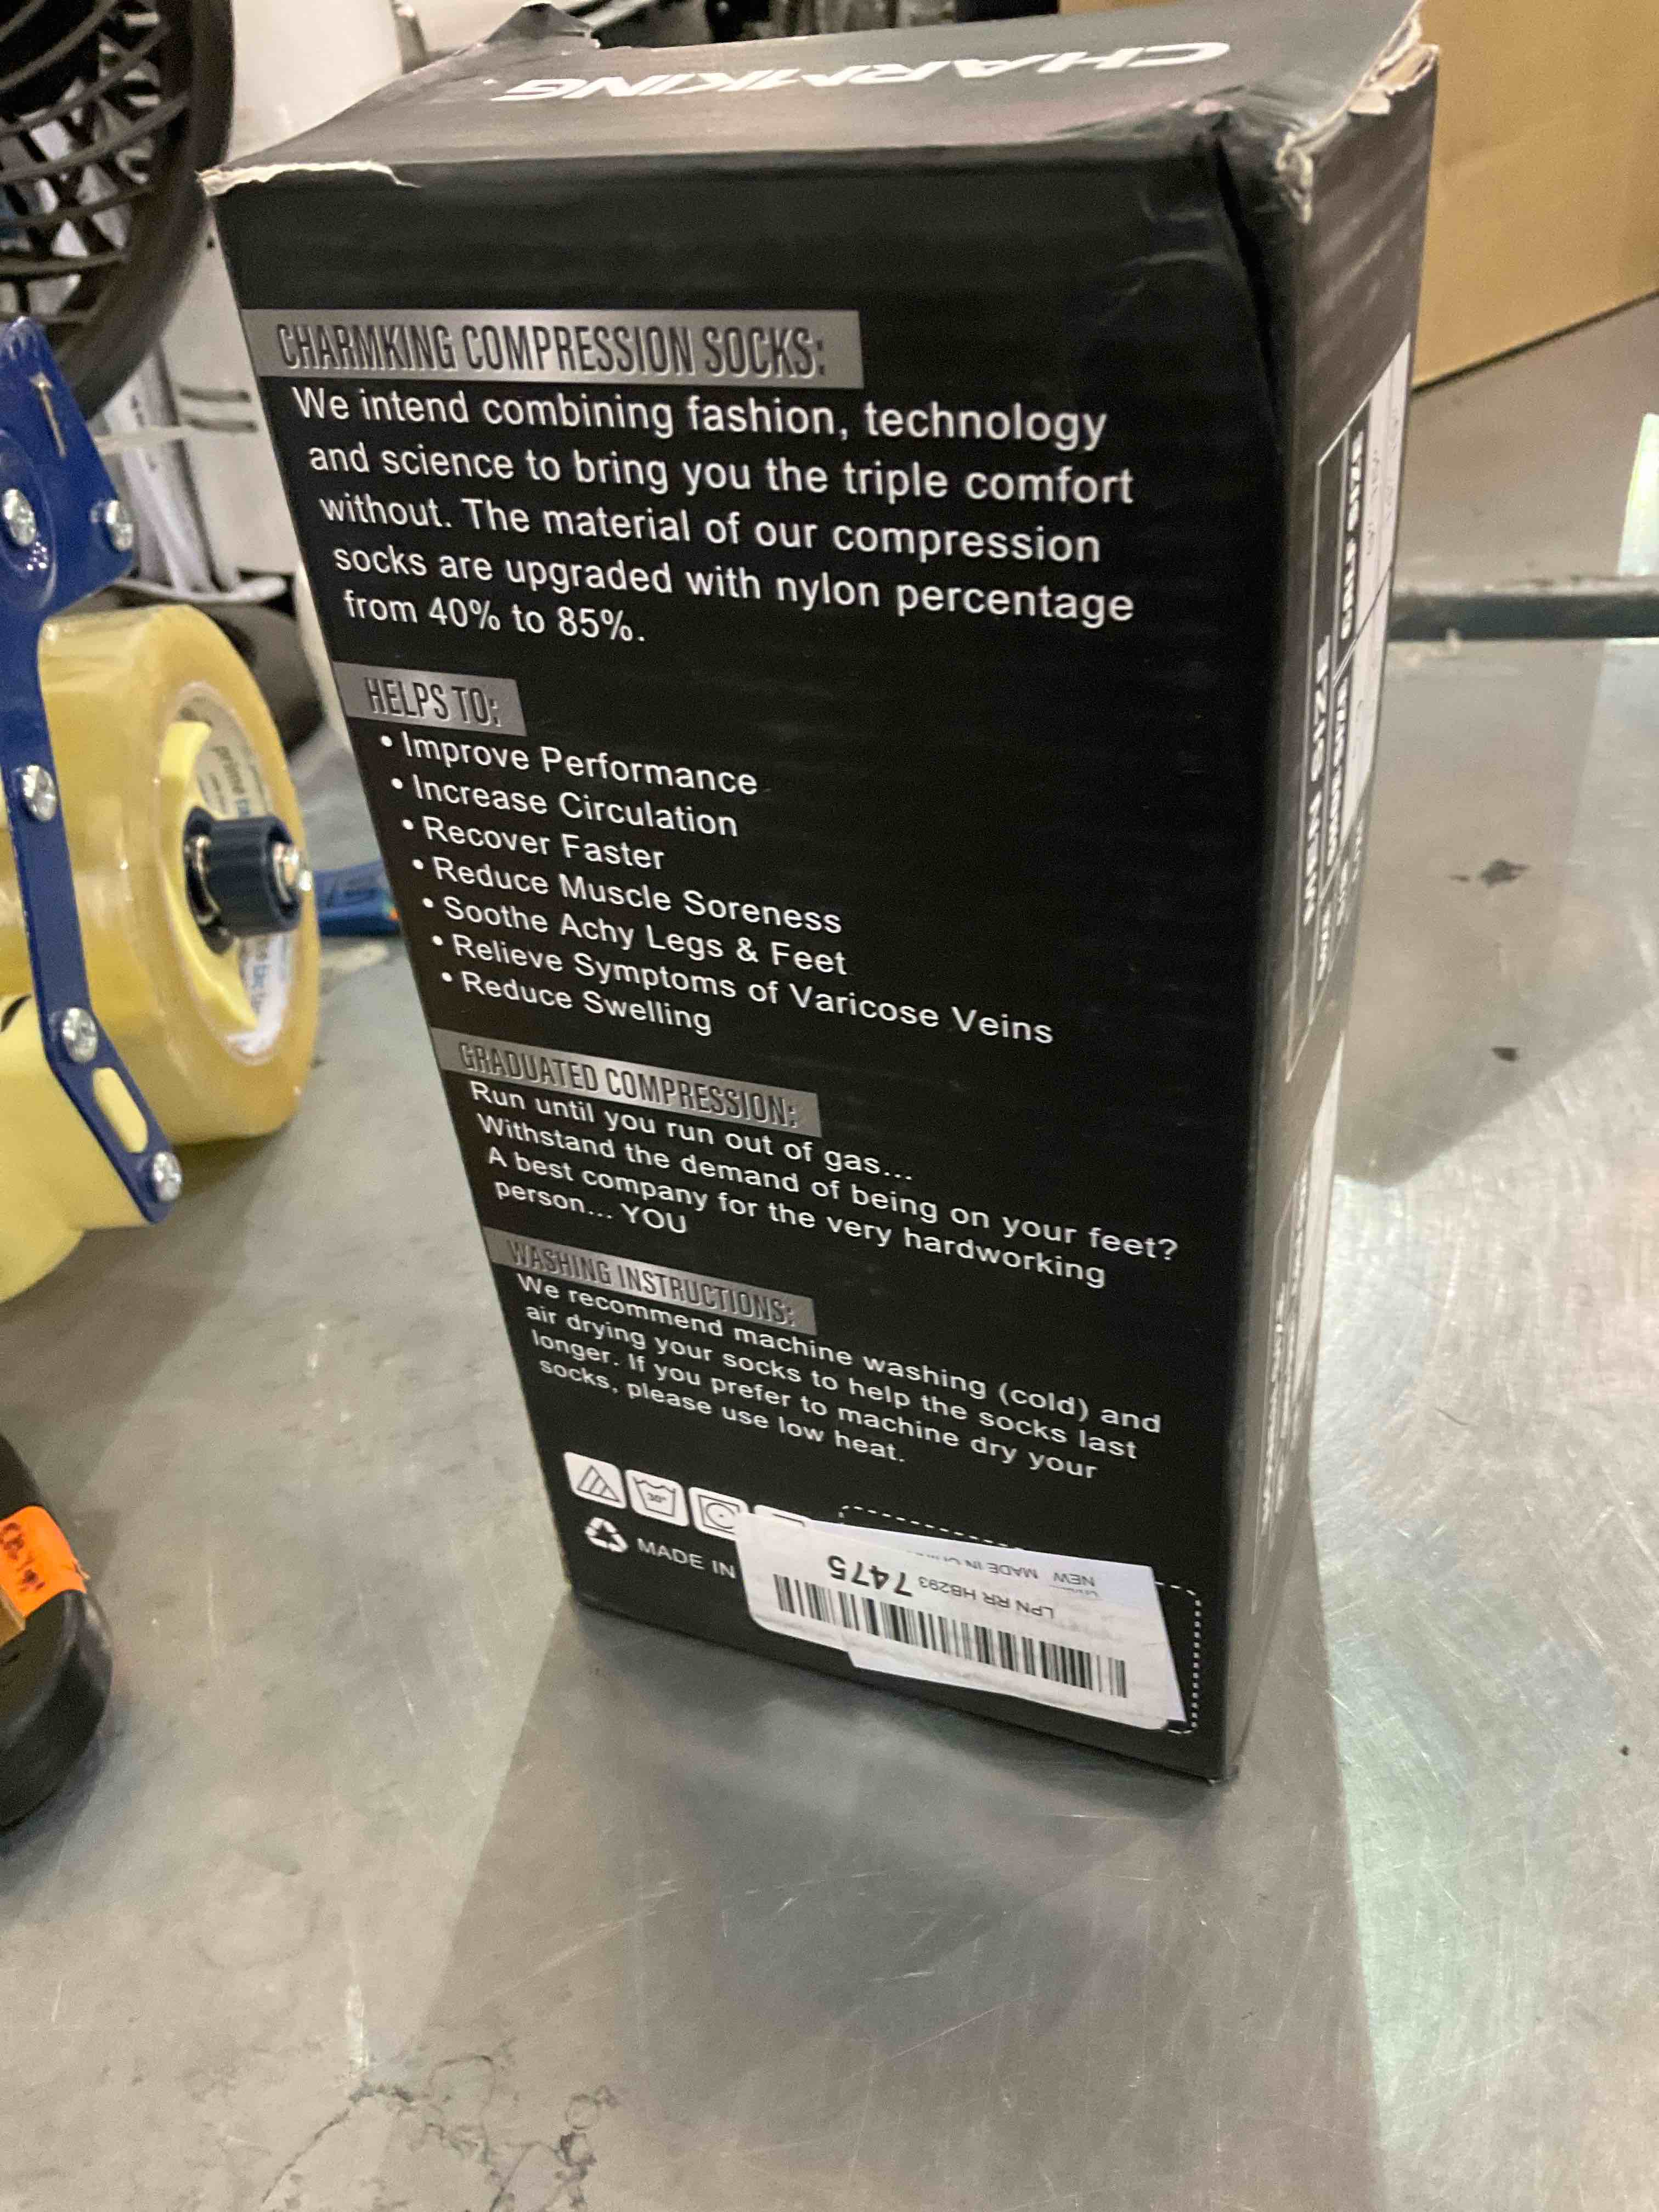 CHARMKING
CHARMKING COMPRESSION SOCKS:
We intend combining fashion, technology
and science to bring you the triple comfort
without. The material of our compression
socks are upgraded with nylon percentage
from 40% to 85%.
HELPS TO:
• Improve Performance
• Increase Circulation
• Recover Faster
• Reduce Muscle Soreness
• Soothe Achy Legs & Feet
• Relieve Symptoms of Varicose Veins
• Reduce Swelling
GRADUATED COMPRESSION:
Run until you run out of gas...
Withstand the demand of being on your feet?
A best company for the very hardworking
person... YOU
WASHING INSTRUCTIONS:
We recommend machine washing (cold) and
air drying your socks to help the socks last
longer. If you prefer to machine dry your
socks, please use low heat.
30°
MADE IN
LPN RR HB293 7475
NEW MADE IN
MEN SIZE
prime